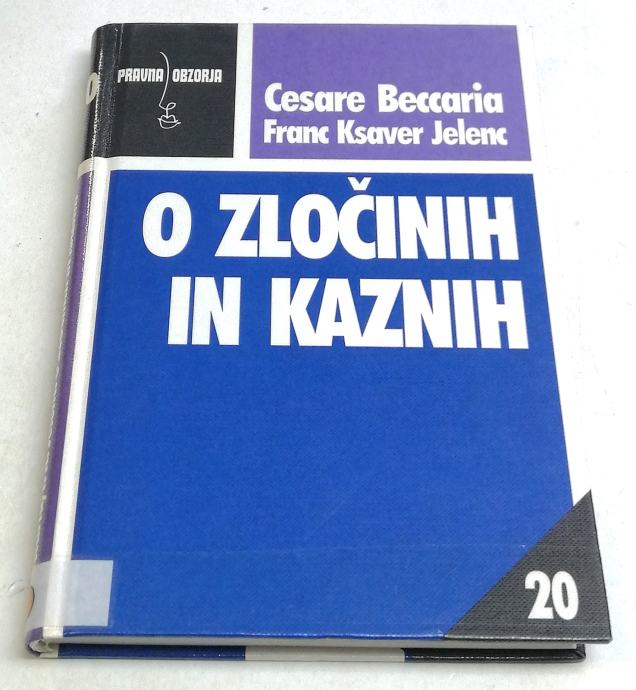 PRAVNA OBZORJA
Cesare Beccaria
Franc Ksaver Jelenc
O ZLOČINIH
IN KAZNIH
20